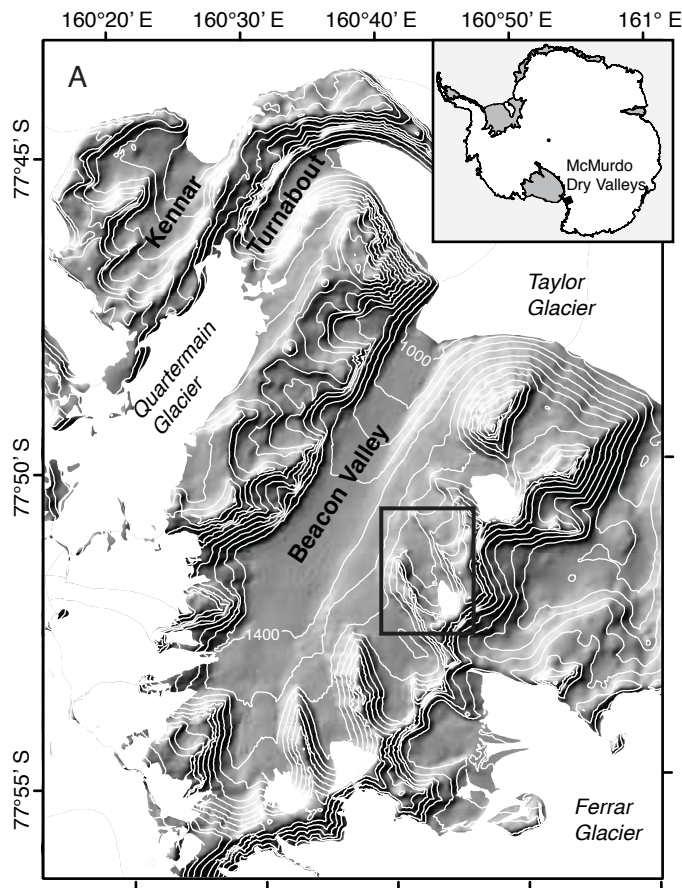 160°20' E 160°30' E 160°40' E 160°50' E 161° E
A
McMurdo
Dry Valleys
77°45' S
Kennar
Turnabout
Taylor
Glacier
Quartermain
Glacier
1000
77°50' S
Beacon Valley
1400
77°55' S
Ferrar
Glacier